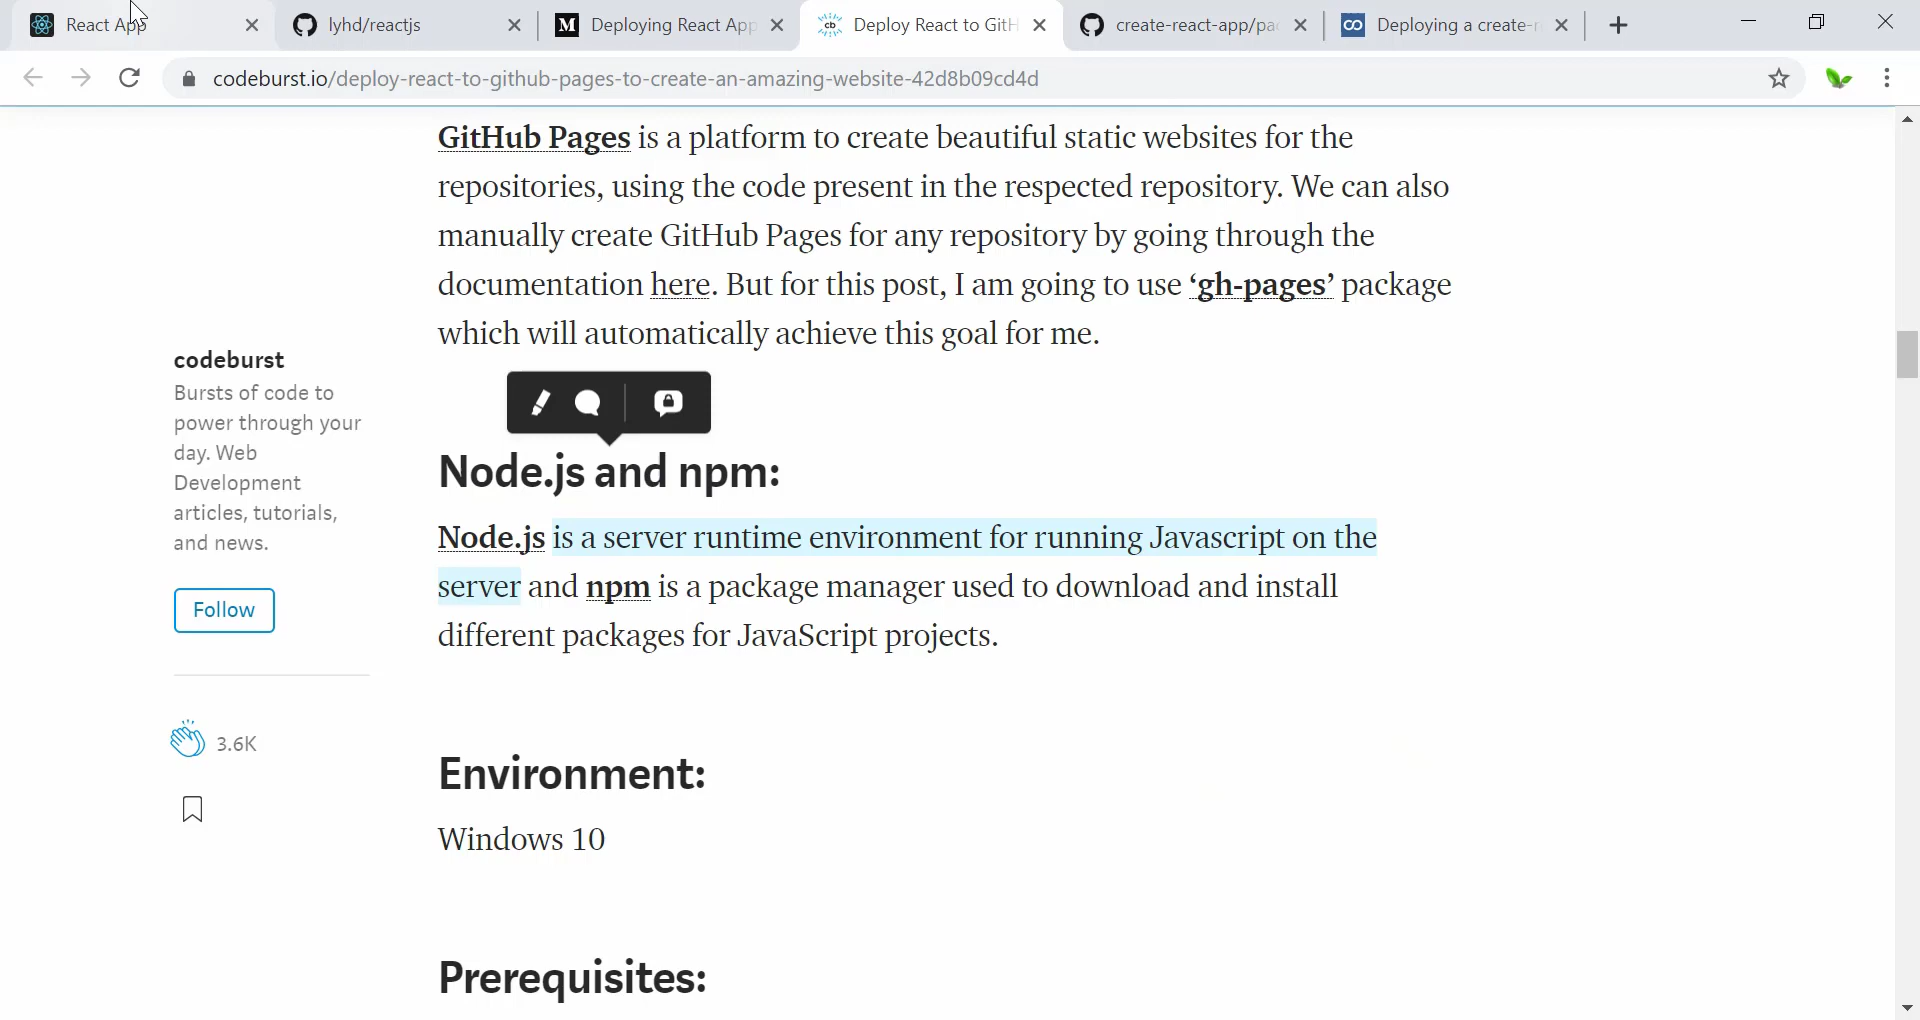 React App
lyhd/reactjs
Deploying React App
Deploy React to GitH
create-react-app/pac
Deploying a create-r
codeburst.io/deploy-react-to-github-pages-to-create-an-amazing-website-42d8b09cd4d
GitHub Pages is a platform to create beautiful static websites for the
repositories, using the code present in the respected repository. We can also
manually create GitHub Pages for any repository by going through the
documentation here. But for this post, I am going to use ‘gh-pages’ package
which will automatically achieve this goal for me.
codeburst
Bursts of code to
power through your
day. Web
Development
articles, tutorials,
and news.
Follow
3.6K
Node.js and npm:
Node.js is a server runtime environment for running Javascript on the
server and npm is a package manager used to download and install
different packages for JavaScript projects.
Environment:
Windows 10
Prerequisites: